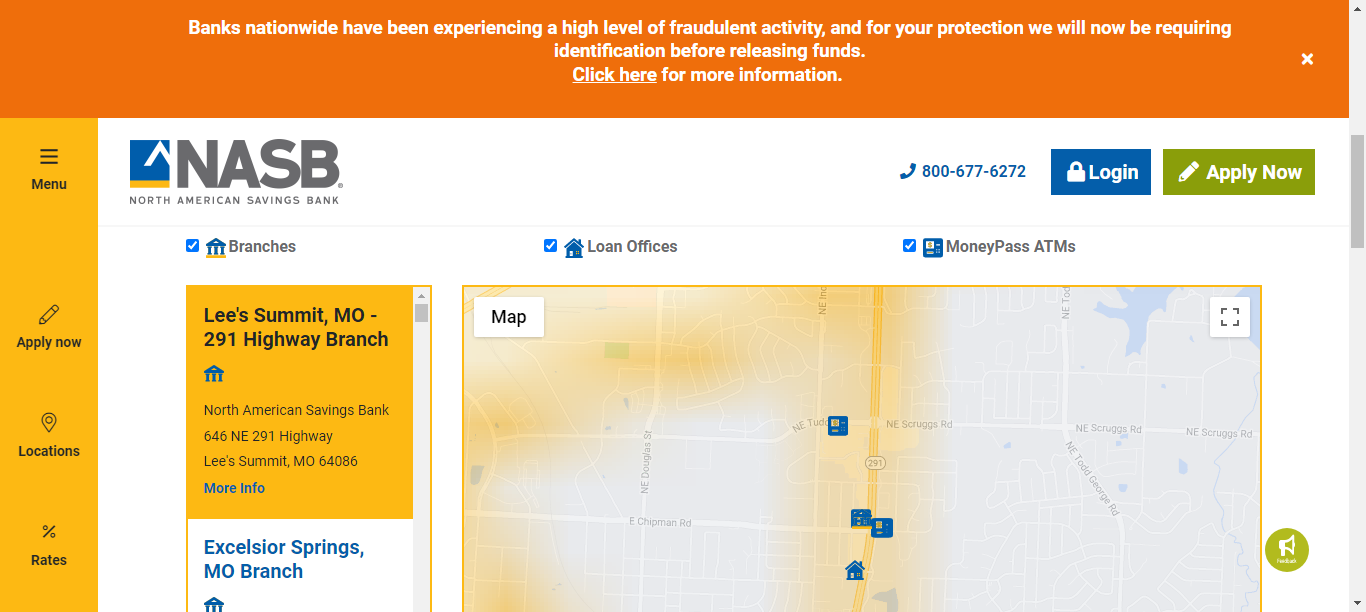 Banks nationwide have been experiencing a high level of fraudulent activity, and for your protection we will now be requiring
identification before releasing funds.
Click here for more information.
Menu
Apply now
Locations
Rates
NASB
NORTH AMERICAN SAVINGS BANK
800-677-6272
Login
Apply Now
Branches
Loan Offices
MoneyPass ATMs
Lee's Summit, MO -
291 Highway Branch
North American Savings Bank
646 NE 291 Highway
Lee's Summit, MO 64086
More Info
Excelsior Springs,
MO Branch
Map
NE Tod
NE Scruggs Rd
NE Scruggs Rd
NE Scruggs Rd
291
NE Douglas St
NE Todd George Rd
E Chipman Rd
Feedback